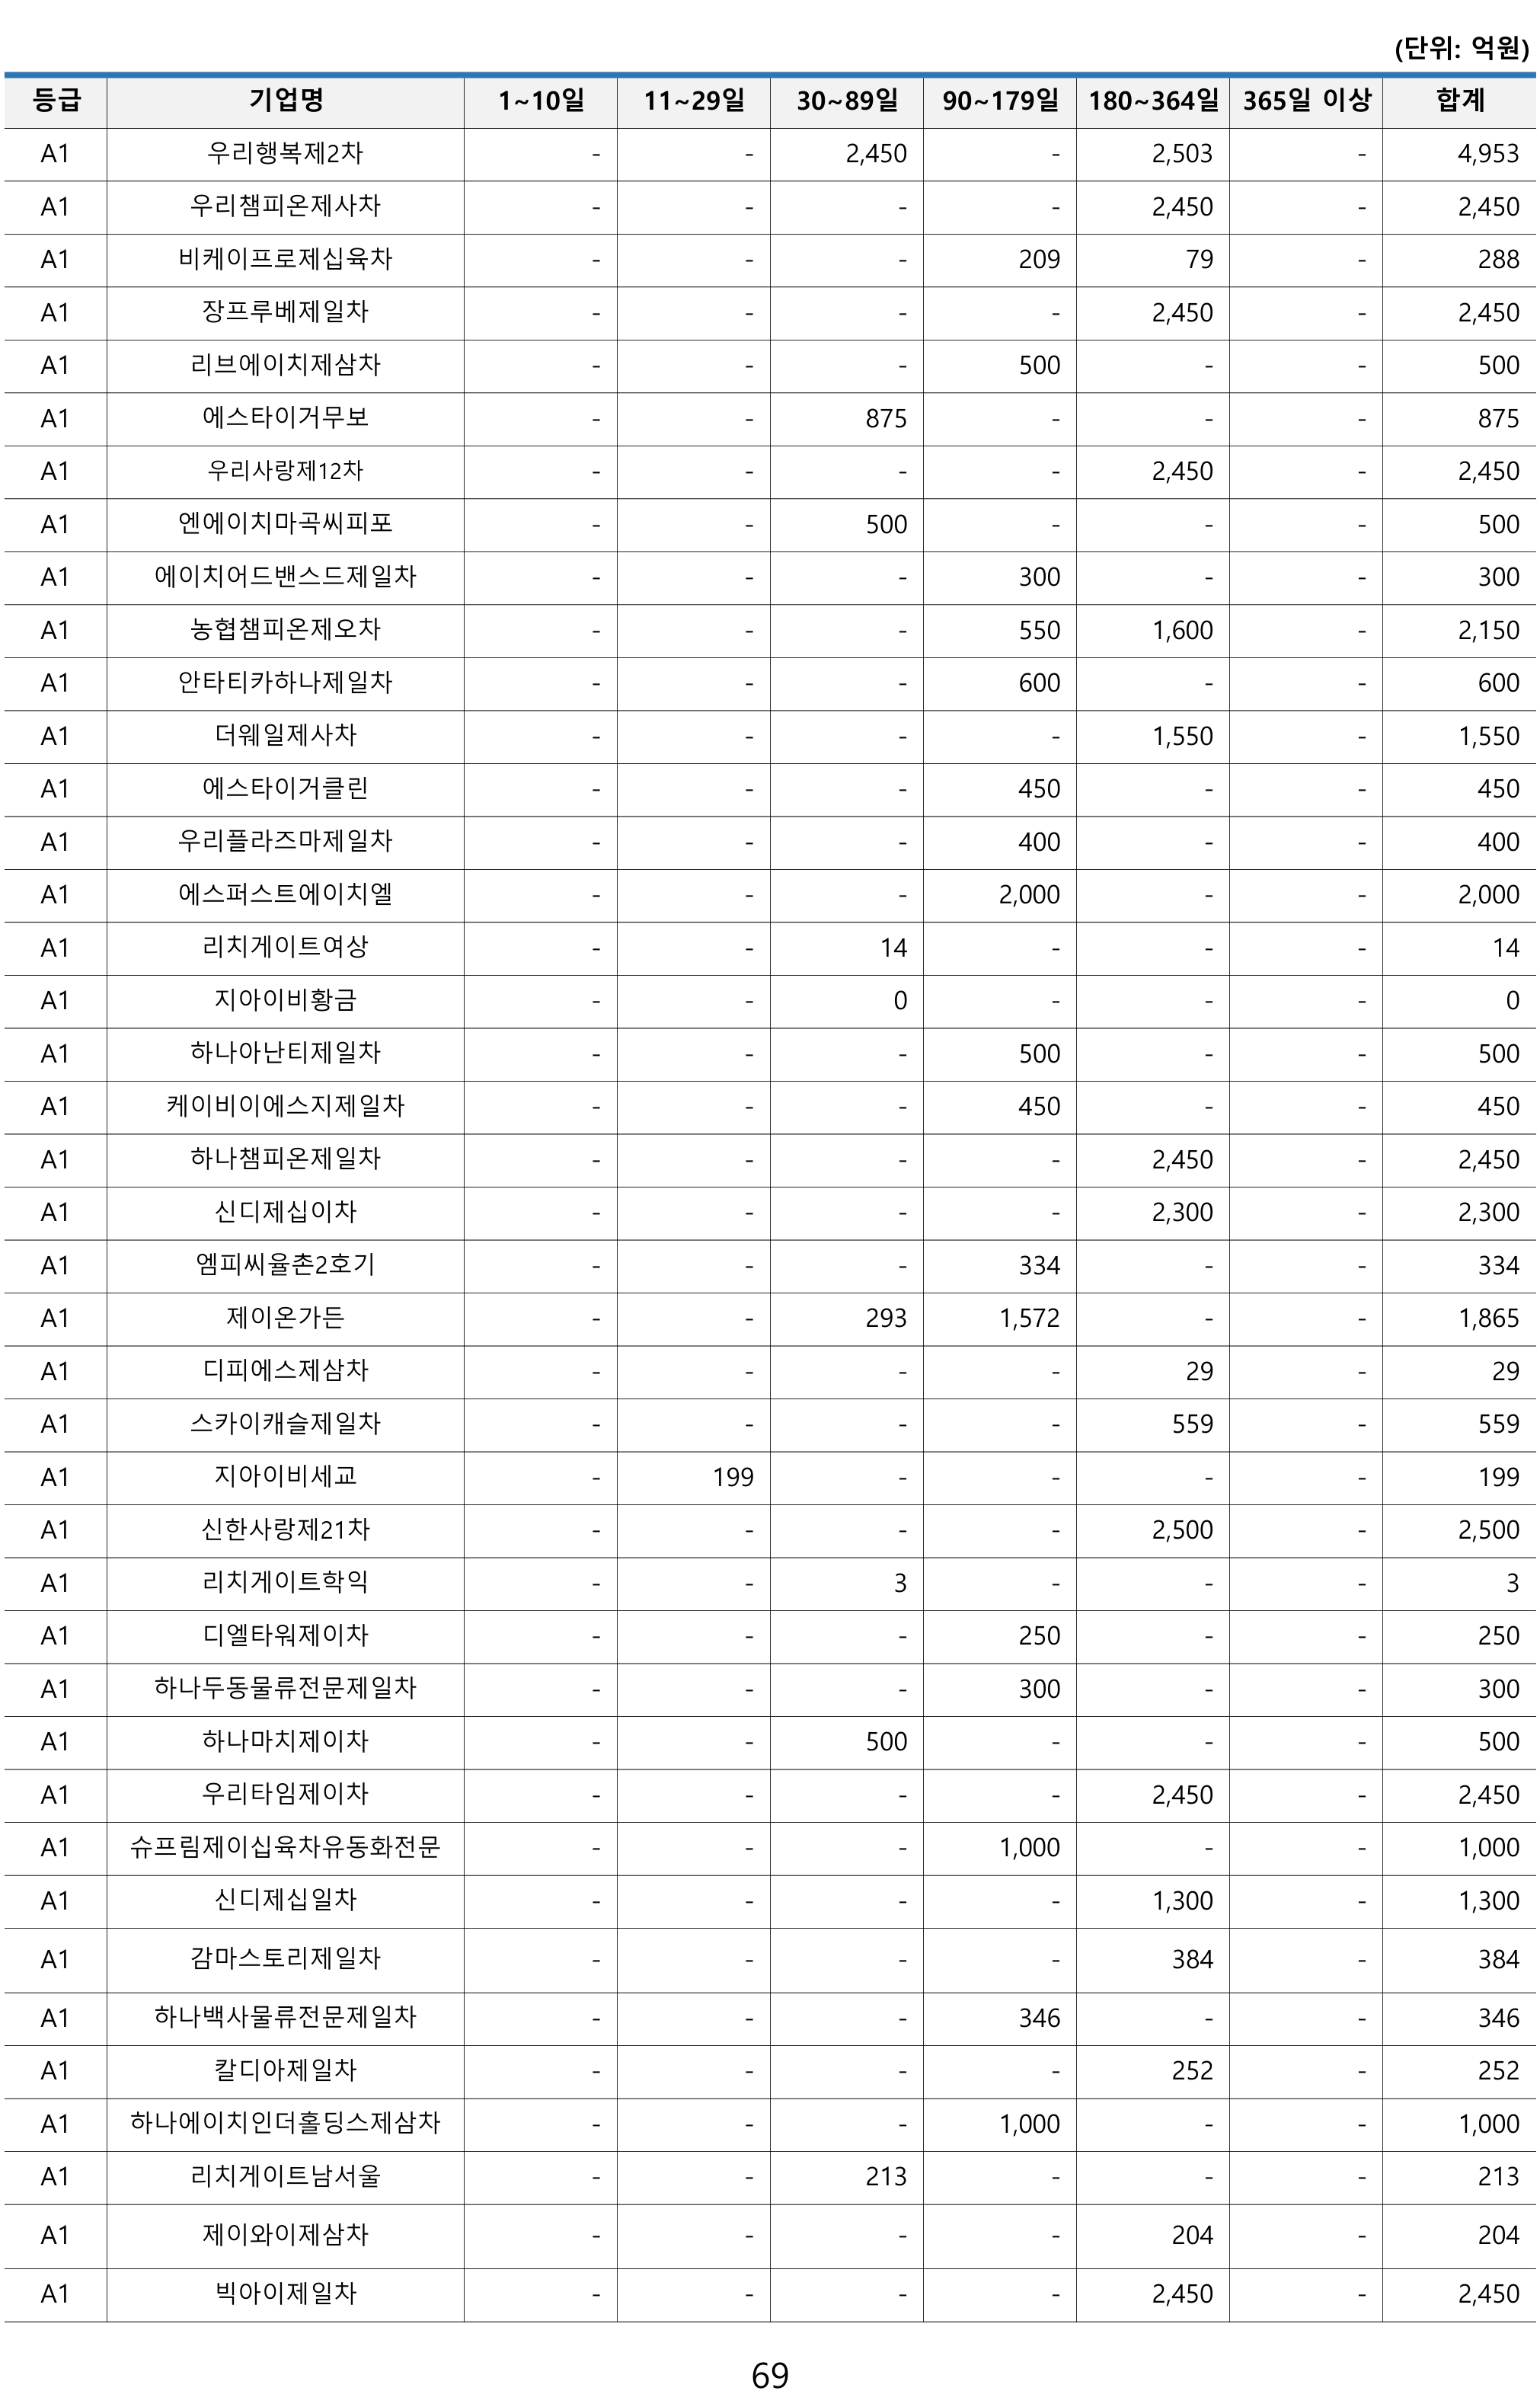 (단위: 억원)
등급 기업명 1~10일 11~29일 30~89일 90~179일 180~364일 365일 이상 합계
A1 우리행복제2차 - - 2,450 - 2,503 - 4,953
A1 우리챔피온제사차 - - - - 2,450 - 2,450
A1 비케이프로제십육차 - - - 209 79 - 288
A1 장프루베제일차 - - - - 2,450 - 2,450
A1 리브에이치제삼차 - - - 500 - - 500
A1 에스타이거무보 - - 875 - - - 875
A1 우리사랑제12차 - - - - 2,450 - 2,450
A1 엔에이치마곡씨피포 - - 500 - - - 500
A1 에이치어드밴스드제일차 - - - 300 - - 300
A1 농협챔피온제오차 - - - 550 1,600 - 2,150
A1 안타티카하나제일차 - - - 600 - - 600
A1 더웨일제사차 - - - - 1,550 - 1,550
A1 에스타이거클린 - - - 450 - - 450
A1 우리플라즈마제일차 - - - 400 - - 400
A1 에스퍼스트에이치엘 - - - 2,000 - - 2,000
A1 리치게이트여상 - - 14 - - - 14
A1 지아이비황금 - - 0 - - - 0
A1 하나아난티제일차 - - - 500 - - 500
A1 케이비이에스지제일차 - - - 450 - - 450
A1 하나챔피온제일차 - - - - 2,450 - 2,450
A1 신디제십이차 - - - - 2,300 - 2,300
A1 엠피씨율촌2호기 - - - 334 - - 334
A1 제이온가든 - - 293 1,572 - - 1,865
A1 디피에스제삼차 - - - - 29 - 29
A1 스카이캐슬제일차 - - - - 559 - 559
A1 지아이비세교 - 199 - - - - 199
A1 신한사랑제21차 - - - - 2,500 - 2,500
A1 리치게이트학익 - - 3 - - - 3
A1 디엘타워제이차 - - - 250 - - 250
A1 하나두동물류전문제일차 - - - 300 - - 300
A1 하나마치제이차 - - 500 - - - 500
A1 우리타임제이차 - - - - 2,450 - 2,450
A1 슈프림제이십육차유동화전문 - - - 1,000 - - 1,000
A1 신디제십일차 - - - - 1,300 - 1,300
A1 감마스토리제일차 - - - - 384 - 384
A1 하나백사물류전문제일차 - - - 346 - - 346
A1 칼디아제일차 - - - - 252 - 252
A1 하나에이치인더홀딩스제삼차 - - - 1,000 - - 1,000
A1 리치게이트남서울 - - 213 - - - 213
A1 제이와이제삼차 - - - - 204 - 204
A1 빅아이제일차 - - - - 2,450 - 2,450
69